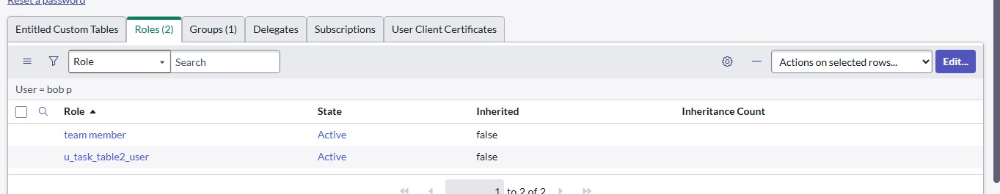 Reset a password
Entitled Custom Tables Roles (2) Groups (1) Delegates Subscriptions User Client Certificates
Role Search Actions on selected rows... Edit...
User = bob p
Role State Inherited Inheritance Count
team member Active false
u_task_table2_user Active false
1 to 2 of 2